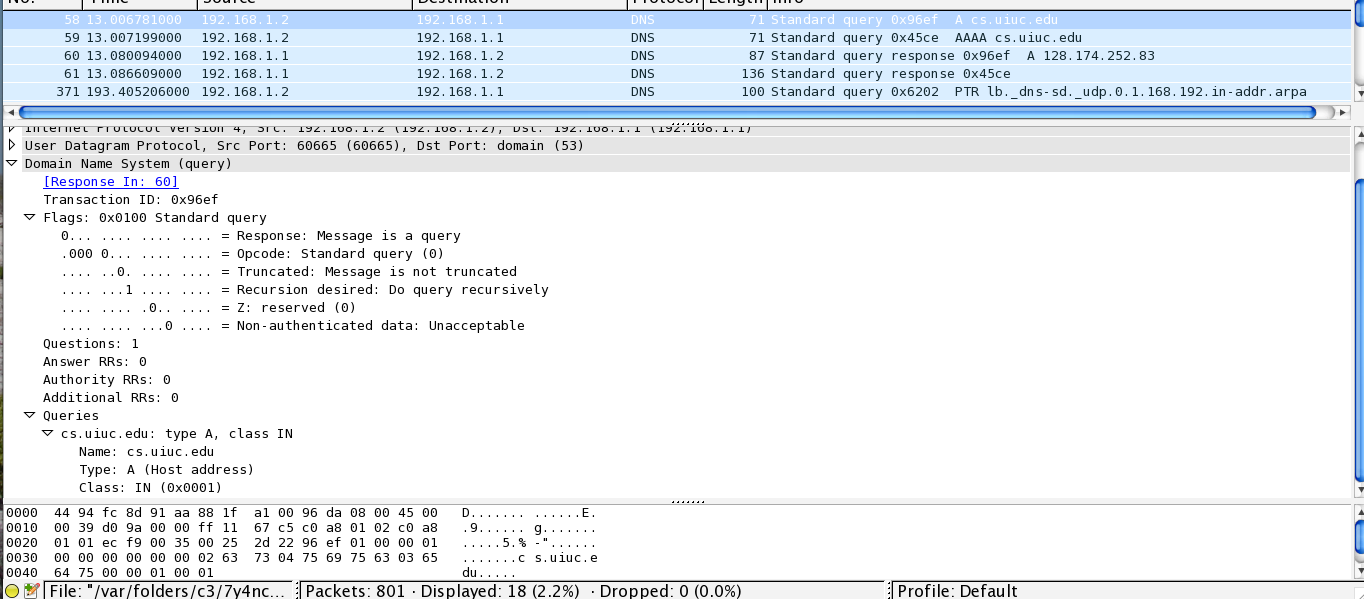 No. Time Source Destination Protocol Length Info
58 13.006781000 192.168.1.2 192.168.1.1 DNS 71 Standard query 0x96ef  A cs.uiuc.edu
59 13.007199000 192.168.1.2 192.168.1.1 DNS 71 Standard query 0x45ce  AAAA cs.uiuc.edu
60 13.080094000 192.168.1.1 192.168.1.2 DNS 87 Standard query response 0x96ef  A 128.174.252.83
61 13.086609000 192.168.1.1 192.168.1.2 DNS 136 Standard query response 0x45ce
371 193.405206000 192.168.1.2 192.168.1.1 DNS 100 Standard query 0x6202  PTR lb._dns-sd._udp.0.1.168.192.in-addr.arpa
Internet Protocol Version 4, Src: 192.168.1.2 (192.168.1.2), Dst: 192.168.1.1 (192.168.1.1)
User Datagram Protocol, Src Port: 60665 (60665), Dst Port: domain (53)
Domain Name System (query)
[Response In: 60]
Transaction ID: 0x96ef
Flags: 0x0100 Standard query
0... .... .... .... = Response: Message is a query
.000 0... .... .... = Opcode: Standard query (0)
.... ..0. .... .... = Truncated: Message is not truncated
.... ...1 .... .... = Recursion desired: Do query recursively
.... .... .0.. .... = Z: reserved (0)
.... .... ...0 .... = Non-authenticated data: Unacceptable
Questions: 1
Answer RRs: 0
Authority RRs: 0
Additional RRs: 0
Queries
cs.uiuc.edu: type A, class IN
Name: cs.uiuc.edu
Type: A (Host address)
Class: IN (0x0001)
0000  44 94 fc 8d 91 aa 88 1f  a1 00 96 da 08 00 45 00   D....... ......E.
0010  00 39 d0 9a 00 00 ff 11  67 c5 c0 a8 01 02 c0 a8   .9...... g.......
0020  01 01 ec f9 00 35 00 25  2d 22 96 ef 01 00 00 01   .....5.% -"......
0030  00 00 00 00 00 00 02 63  73 04 75 69 75 63 03 65   .......c s.uiuc.e
0040  64 75 00 00 01 00 01   du.....
File: "/var/folders/c3/7y4nc... Packets: 801 · Displayed: 18 (2.2%)  · Dropped: 0 (0.0%) Profile: Default